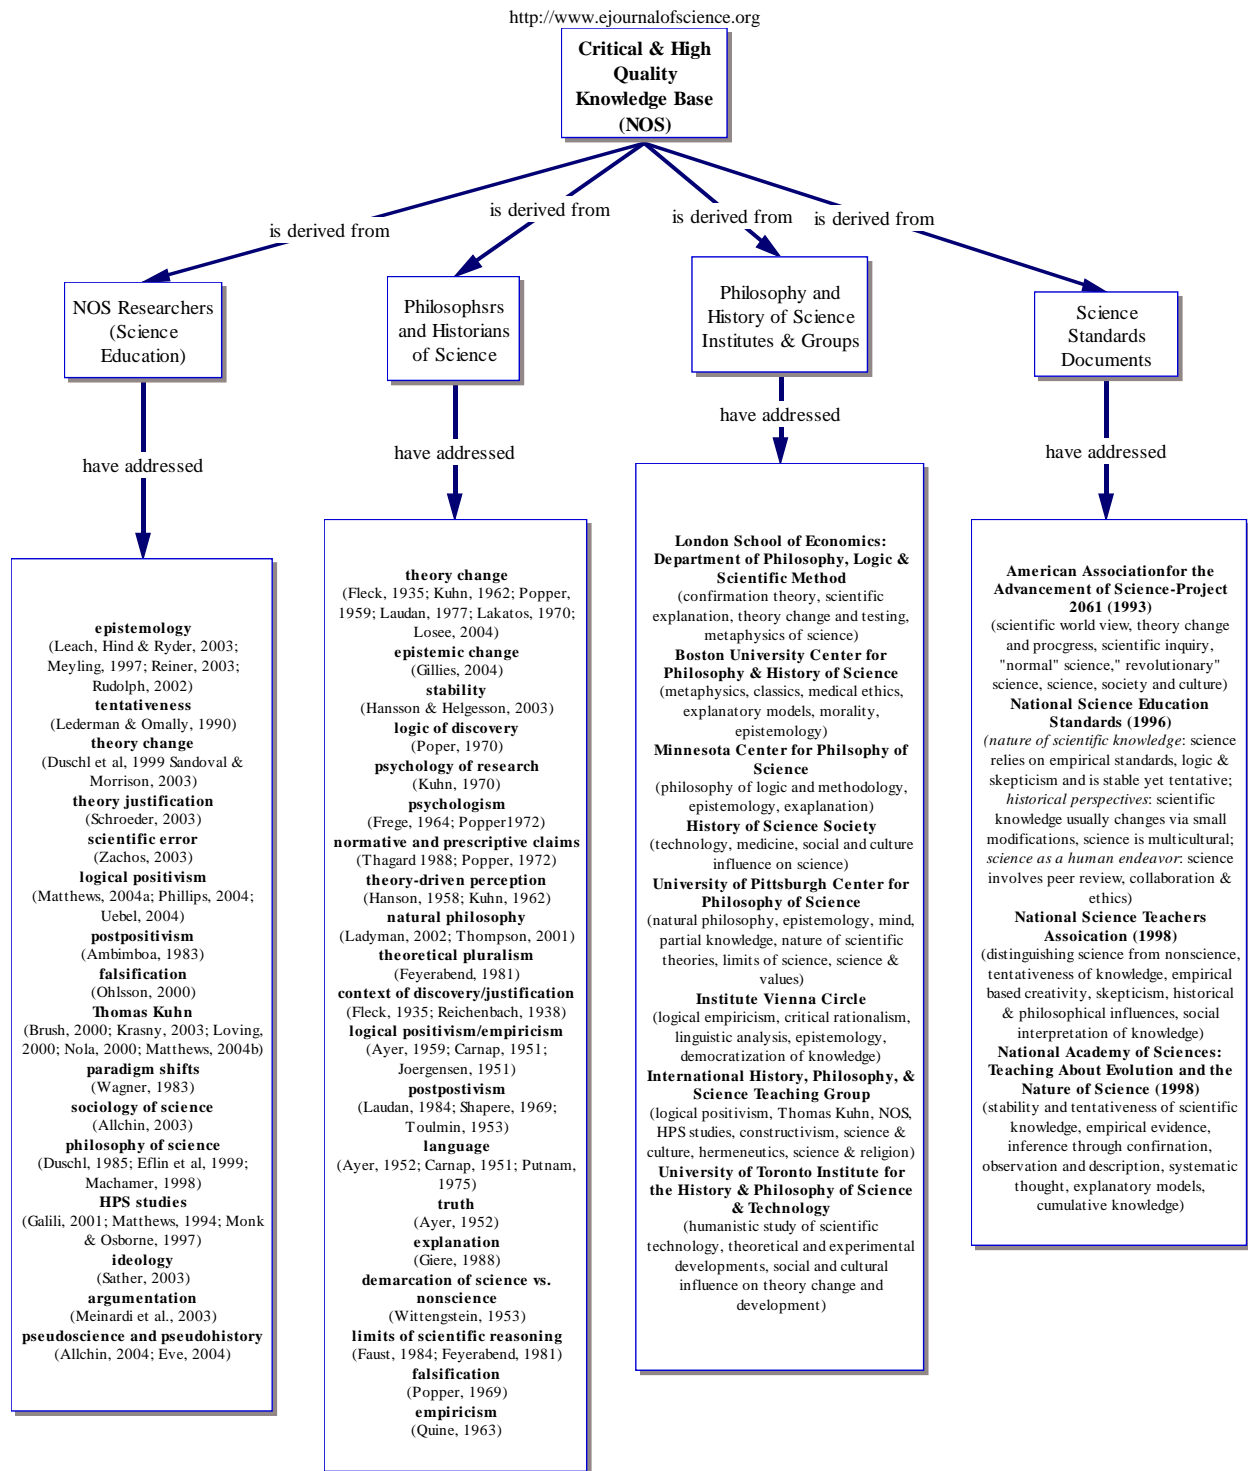 http://www.ejournalofscience.org
Critical & High
Quality
Knowledge Base
(NOS)
is derived from
is derived from
is derived from
is derived from
NOS Researchers
(Science
Education)
Philosophsrs
and Historians
of Science
Philosophy and
History of Science
Institutes & Groups
Science
Standards
Documents
have addressed
have addressed
have addressed
have addressed
epistemology
(Leach, Hind & Ryder, 2003;
Meyling, 1997; Reiner, 2003;
Rudolph, 2002)
tentativeness
(Lederman & Omally, 1990)
theory change
(Duschl et al, 1999 Sandoval &
Morrison, 2003)
theory justification
(Schroeder, 2003)
scientific error
(Zachos, 2003)
logical positivism
(Matthews, 2004a; Phillips, 2004;
Uebel, 2004)
postpositivism
(Ambimboa, 1983)
falsification
(Ohlsson, 2000)
Thomas Kuhn
(Brush, 2000; Krasny, 2003; Loving,
2000; Nola, 2000; Matthews, 2004b)
paradigm shifts
(Wagner, 1983)
sociology of science
(Allchin, 2003)
philosophy of science
(Duschl, 1985; Eflin et al, 1999;
Machamer, 1998)
HPS studies
(Galili, 2001; Matthews, 1994; Monk
& Osborne, 1997)
ideology
(Sather, 2003)
argumentation
(Meinardi et al., 2003)
pseudoscience and pseudohistory
(Allchin, 2004; Eve, 2004)
theory change
(Fleck, 1935; Kuhn, 1962; Popper,
1959; Laudan, 1977; Lakatos, 1970;
Losee, 2004)
epistemic change
(Gillies, 2004)
stability
(Hansson & Helgesson, 2003)
logic of discovery
(Poper, 1970)
psychology of research
(Kuhn, 1970)
psychologism
(Frege, 1964; Popper1972)
normative and prescriptive claims
(Thagard 1988; Popper, 1972)
theory-driven perception
(Hanson, 1958; Kuhn, 1962)
natural philosophy
(Ladyman, 2002; Thompson, 2001)
theoretical pluralism
(Feyerabend, 1981)
context of discovery/justification
(Fleck, 1935; Reichenbach, 1938)
logical positivism/empiricism
(Ayer, 1959; Carnap, 1951;
Joergensen, 1951)
postpostivism
(Laudan, 1984; Shapere, 1969;
Toulmin, 1953)
language
(Ayer, 1952; Carnap, 1951; Putnam,
1975)
truth
(Ayer, 1952)
explanation
(Giere, 1988)
demarcation of science vs.
nonscience
(Wittengstein, 1953)
limits of scientific reasoning
(Faust, 1984; Feyerabend, 1981)
falsification
(Popper, 1969)
empiricism
(Quine, 1963)
London School of Economics:
Department of Philosophy, Logic &
Scientific Method
(confirmation theory, scientific
explanation, theory change and testing,
metaphysics of science)
Boston University Center for
Philosophy & History of Science
(metaphysics, classics, medical ethics,
explanatory models, morality,
epistemology)
Minnesota Center for Philsophy of
Science
(philosophy of logic and methodology,
epistemology, exaplanation)
History of Science Society
(technology, medicine, social and culture
influence on science)
University of Pittsburgh Center for
Philosophy of Science
(natural philosophy, epistemology, mind,
partial knowledge, nature of scientific
theories, limits of science, science &
values)
Institute Vienna Circle
(logical empiricism, critical rationalism,
linguistic analysis, epistemology,
democratization of knowledge)
International History, Philosophy, &
Science Teaching Group
(logical positivism, Thomas Kuhn, NOS,
HPS studies, constructivism, science &
culture, hermeneutics, science & religion)
University of Toronto Institute for
the History & Philosophy of Science
& Technology
(humanistic study of scientific
technology, theoretical and experimental
developments, social and cultural
influence on theory change and
development)
American Associationfor the
Advancement of Science-Project
2061 (1993)
(scientific world view, theory change
and procgress, scientific inquiry,
"normal" science," revolutionary"
science, science, society and culture)
National Science Education
Standards (1996)
(nature of scientific knowledge: science
relies on empirical standards, logic &
skepticism and is stable yet tentative;
historical perspectives: scientific
knowledge usually changes via small
modifications, science is multicultural;
science as a human endeavor: science
involves peer review, collaboration &
ethics)
National Science Teachers
Assoication (1998)
(distinguishing science from nonscience,
tentativeness of knowledge, empirical
based creativity, skepticism, historical
& philosophical influences, social
interpretation of knowledge)
National Academy of Sciences:
Teaching About Evolution and the
Nature of Science (1998)
(stability and tentativeness of scientific
knowledge, empirical evidence,
inference through confirnation,
observation and description, systematic
thought, explanatory models,
cumulative knowledge)